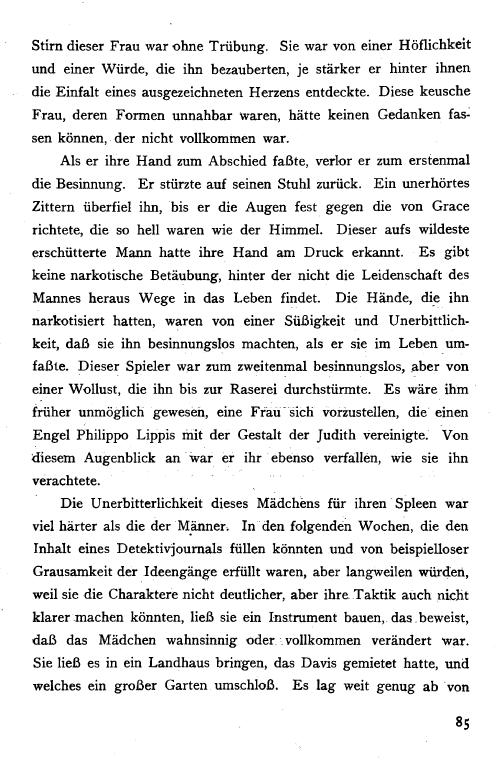 Stirn dieser Frau war ohne Trübung. Sie war von einer Höflichkeit
und einer Würde, die ihn bezauberten, je stärker er hinter ihnen
die Einfalt eines ausgezeichneten Herzens entdeckte. Diese keusche
Frau, deren Formen unnahbar waren, hätte keinen Gedanken fas-
sen können, der nicht vollkommen war.
Als er ihre Hand zum Abschied faßte, verlor er zum erstenmal
die Besinnung. Er stürzte auf seinen Stuhl zurück. Ein unerhörtes
Zittern überfiel ihn, bis er die Augen fest gegen die von Grace
richtete, die so hell waren wie der Himmel. Dieser aufs wildeste
erschütterte Mann hatte ihre Hand am Druck erkannt. Es gibt
keine narkotische Betäubung, hinter der nicht die Leidenschaft des
Mannes heraus Wege in das Leben findet. Die Hände, die ihn
narkotisiert hatten, waren von einer Süßigkeit und Unerbittlich-
keit, daß sie ihn besinnungslos machten, als er sie im Leben um-
faßte. Dieser Spieler war zum zweitenmal besinnungslos, aber von
einer Wollust, die ihn bis zur Raserei durchstürmte. Es wäre ihm
früher unmöglich gewesen, eine Frau sich vorzustellen, die einen
Engel Philippo Lippis mit der Gestalt der Judith vereinigte. Von
diesem Augenblick an war er ihr ebenso verfallen, wie sie ihn
verachtete.
Die Unerbitterlichkeit dieses Mädchens für ihren Spleen war
viel härter als die der Männer. In den folgenden Wochen, die den
Inhalt eines Detektivjournals füllen könnten und von beispielloser
Grausamkeit der Ideengänge erfüllt waren, aber langweilen würden,
weil sie die Charaktere nicht deutlicher, aber ihre Taktik auch nicht
klarer machen könnten, ließ sie ein Instrument bauen, das beweist,
daß das Mädchen wahnsinnig oder vollkommen verändert war.
Sie ließ es in ein Landhaus bringen, das Davis gemietet hatte, und
welches ein großer Garten umschloß. Es lag weit genug ab von
85